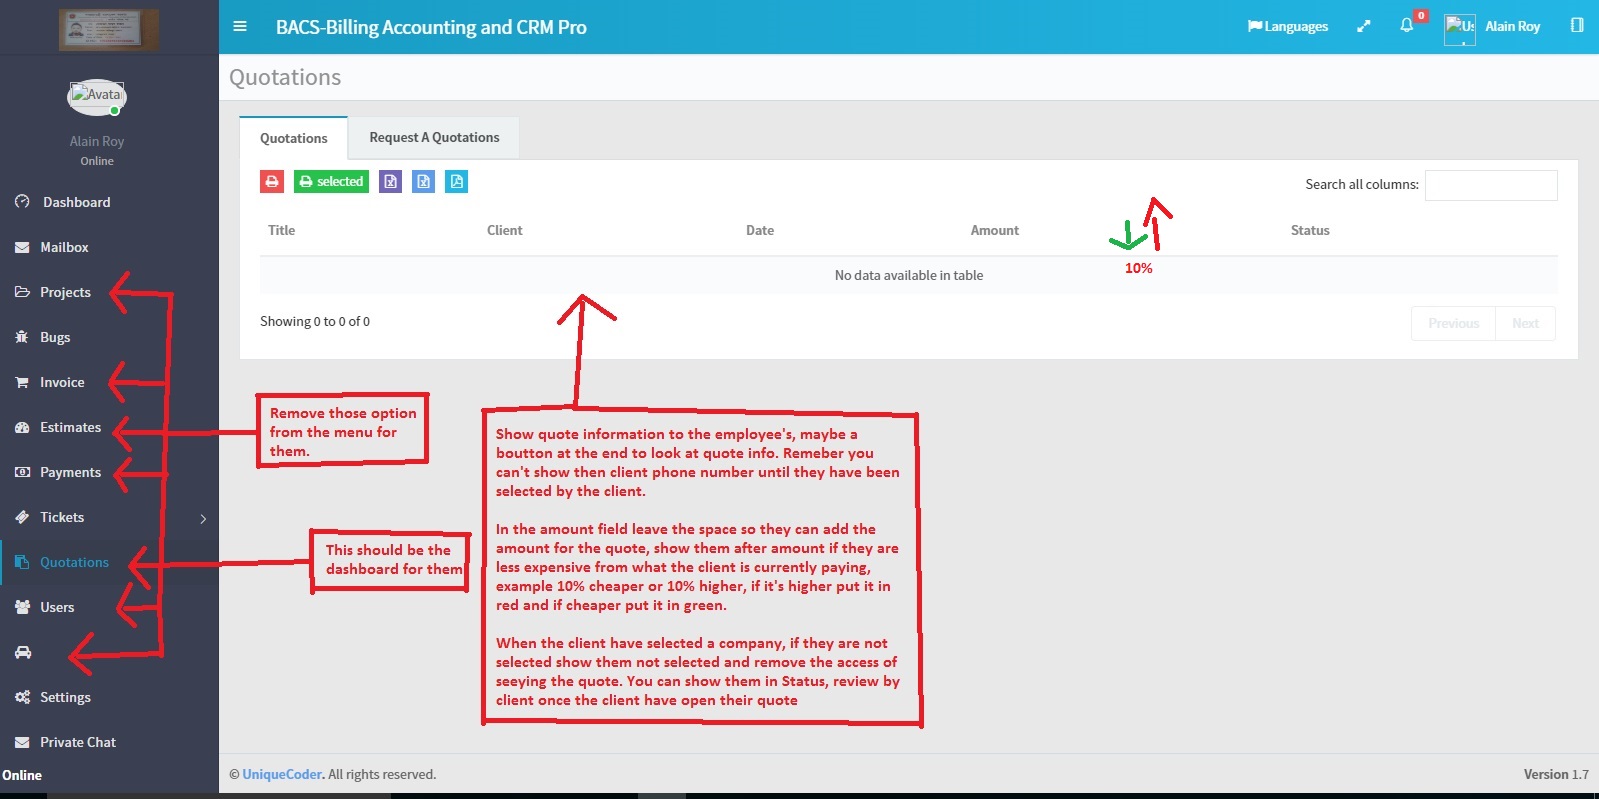 BACS-Billing Accounting and CRM Pro
Languages
0
Alain Roy
Avata
Alain Roy
Online
Dashboard
Mailbox
Projects
Bugs
Invoice
Estimates
Payments
Tickets
Quotations
Users
Settings
Private Chat
Online
Quotations
Quotations
Request A Quotations
selected
Search all columns:
Title Client Date Amount Status
No data available in table
10%
Showing 0 to 0 of 0
Previous Next
Remove those option
from the menu for
them.
This should be the
dashboard for them
Show quote information to the employee's, maybe a
boutton at the end to look at quote info. Remeber you
can't show then client phone number until they have been
selected by the client.
In the amount field leave the space so they can add the
amount for the quote, show them after amount if they are
less expensive from what the client is currently paying,
example 10% cheaper or 10% higher, if it's higher put it in
red and if cheaper put it in green.
When the client have selected a company, if they are not
selected show them not selected and remove the access of
seeying the quote. You can show them in Status, review by
client once the client have open their quote
© UniqueCoder. All rights reserved.
Version 1.7